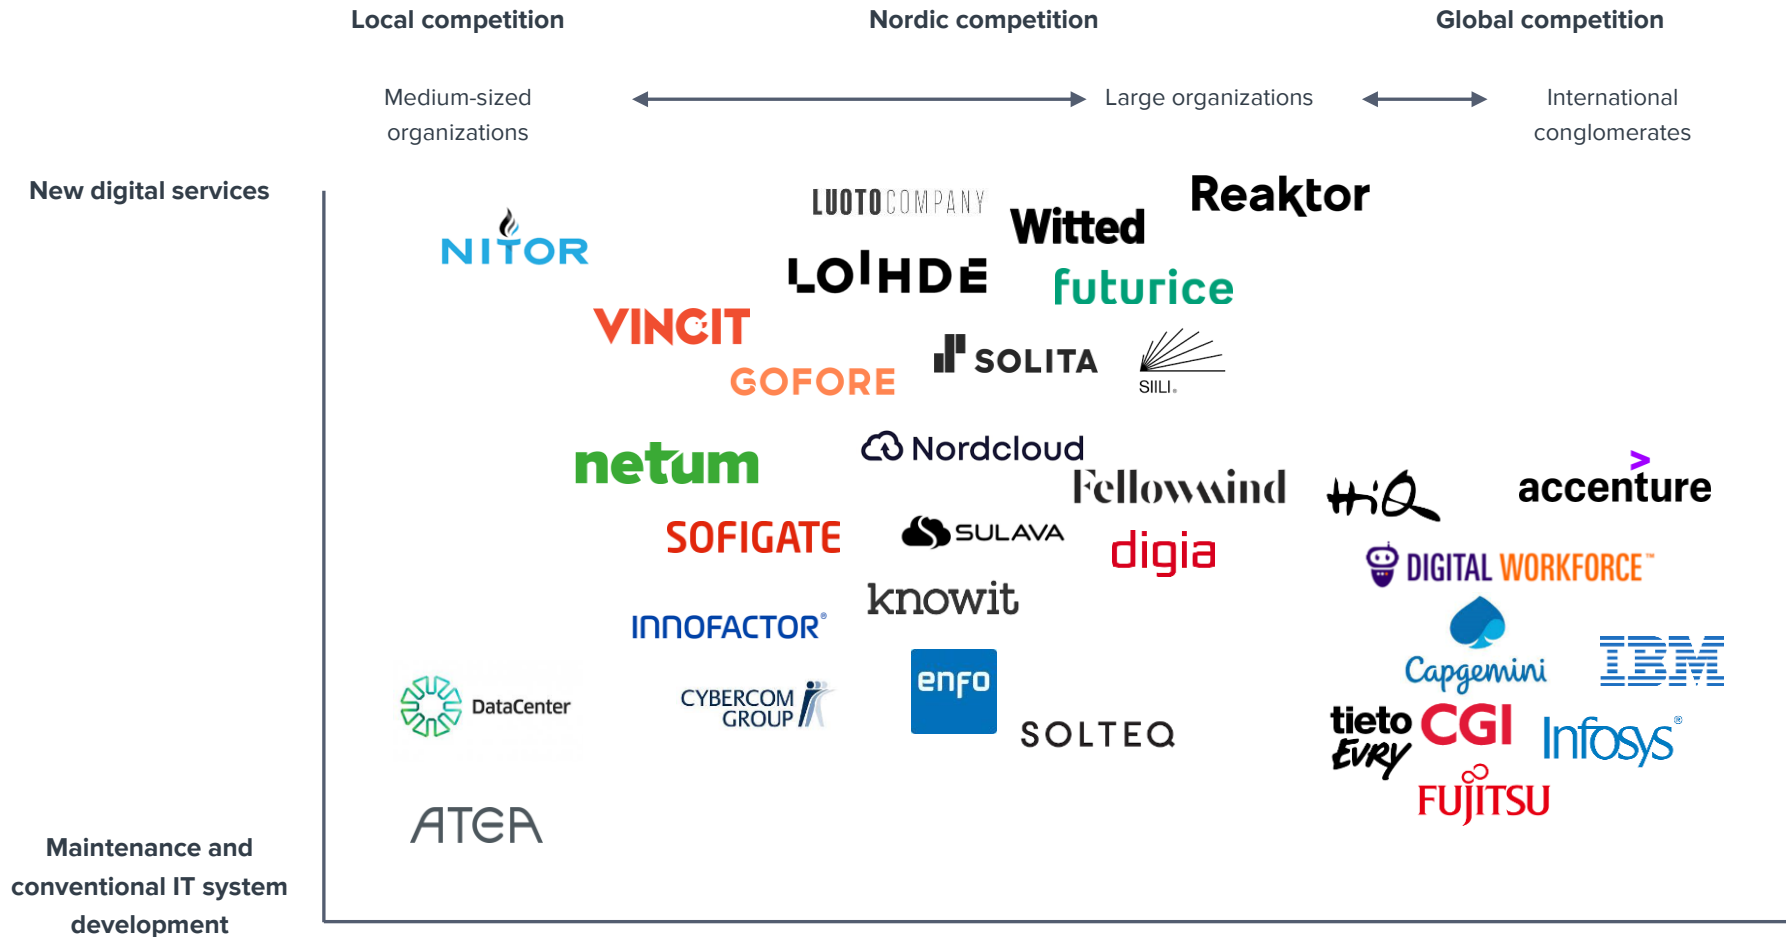 Local competition
Nordic competition
Global competition
Medium-sized
organizations
Large organizations
International
conglomerates
New digital services
LUOTOCOMPANY
Reaktor
NITOR
Witted
LOIHDE
futurice
VINCIT
SOLITA
SIILI®
GOFORE
netum
Nordcloud
Fellowmind
HiQ
accenture
>
SOFIGATE
SULAVA
digia
DIGITAL WORKFORCE™
knowit
INNOFACTOR®
Capgemini
IBM
DataCenter
CYBERCOM
GROUP
enfo
SOLTEQ
tieto
EVRY
CGI
Infosys®
FUJITSU
ATEA
Maintenance and
conventional IT system
development